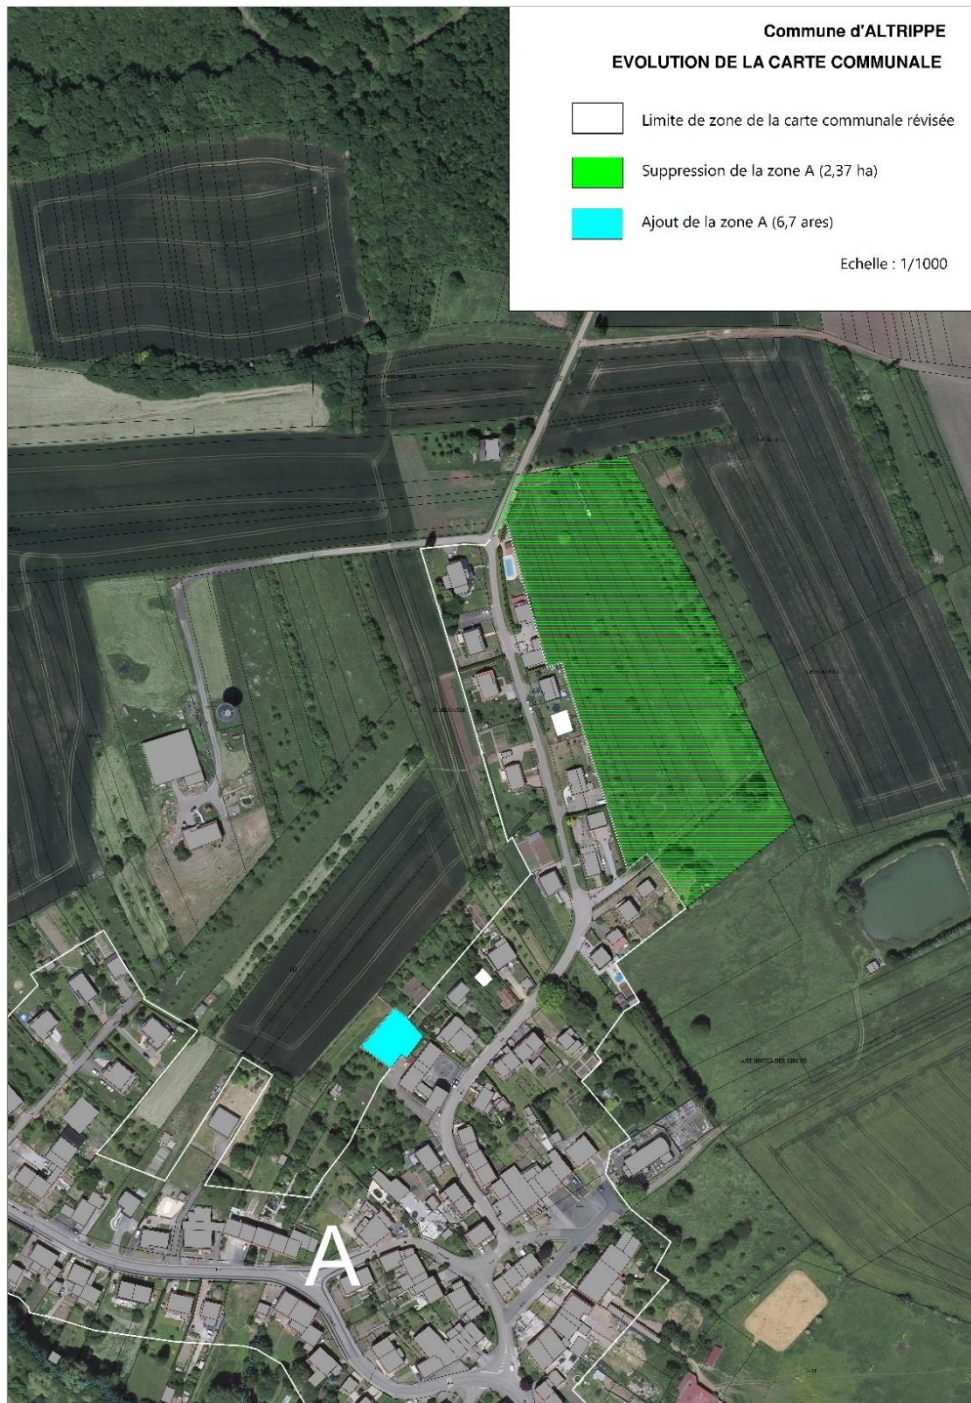 Commune d'ALTRIPPE
EVOLUTION DE LA CARTE COMMUNALE
Limite de zone de la carte communale révisée
Suppression de la zone A (2,37 ha)
Ajout de la zone A (6,7 ares)
Echelle : 1/1000
A